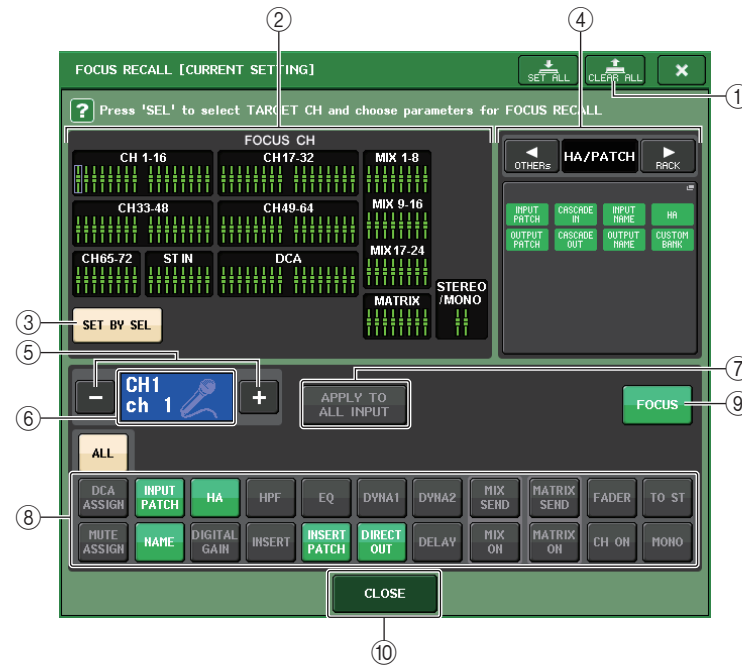 ② ④
FOCUS RECALL [CURRENT SETTING]
SET ALL
CLEAR ALL
①
? Press 'SEL' to select TARGET CH and choose parameters for FOCUS RECALL
FOCUS CH
CH 1-16
CH17-32
MIX 1-8
CH33-48
CH49-64
MIX 9-16
CH65-72
ST IN
DCA
MIX17-24
MATRIX
STEREO
/MONO
OTHERs
HA/PATCH
RACK
INPUT PATCH
CASCADE IN
INPUT NAME
HA
OUTPUT PATCH
CASCADE OUT
OUTPUT NAME
CUSTOM BANK
③
SET BY SEL
⑤
⑥
−
CH1
ch 1
+
APPLY TO
ALL INPUT
⑦
FOCUS
⑨
ALL
⑧
DCA ASSIGN
INPUT PATCH
HA
HPF
EQ
DYNA1
DYNA2
MIX SEND
MATRIX SEND
FADER
TO ST
MUTE ASSIGN
NAME
DIGITAL GAIN
INSERT
INSERT PATCH
DIRECT OUT
DELAY
MIX ON
MATRIX ON
CH ON
MONO
CLOSE
⑩